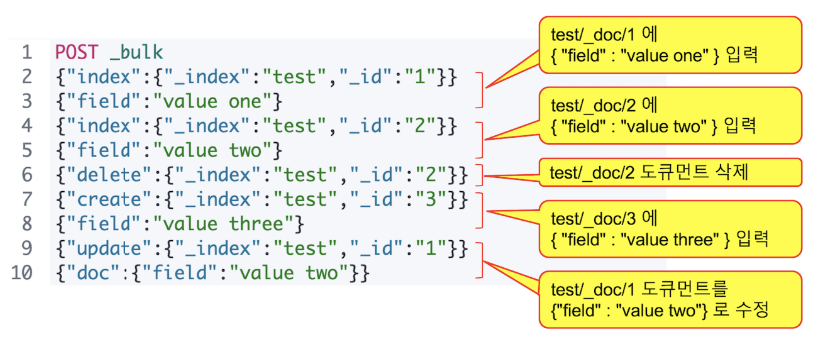 1 POST _bulk
2 {"index":{"_index":"test","_id":"1"}}
3 {"field":"value one"}
4 {"index":{"_index":"test","_id":"2"}}
5 {"field":"value two"}
6 {"delete":{"_index":"test","_id":"2"}}
7 {"create":{"_index":"test","_id":"3"}}
8 {"field":"value three"}
9 {"update":{"_index":"test","_id":"1"}}
10 {"doc":{"field":"value two"}}
test/_doc/1 에
{ "field" : "value one" } 입력
test/_doc/2 에
{ "field" : "value two" } 입력
test/_doc/2 도큐먼트 삭제
test/_doc/3 에
{ "field" : "value three" } 입력
test/_doc/1 도큐먼트를
{"field" : "value two"} 로 수정